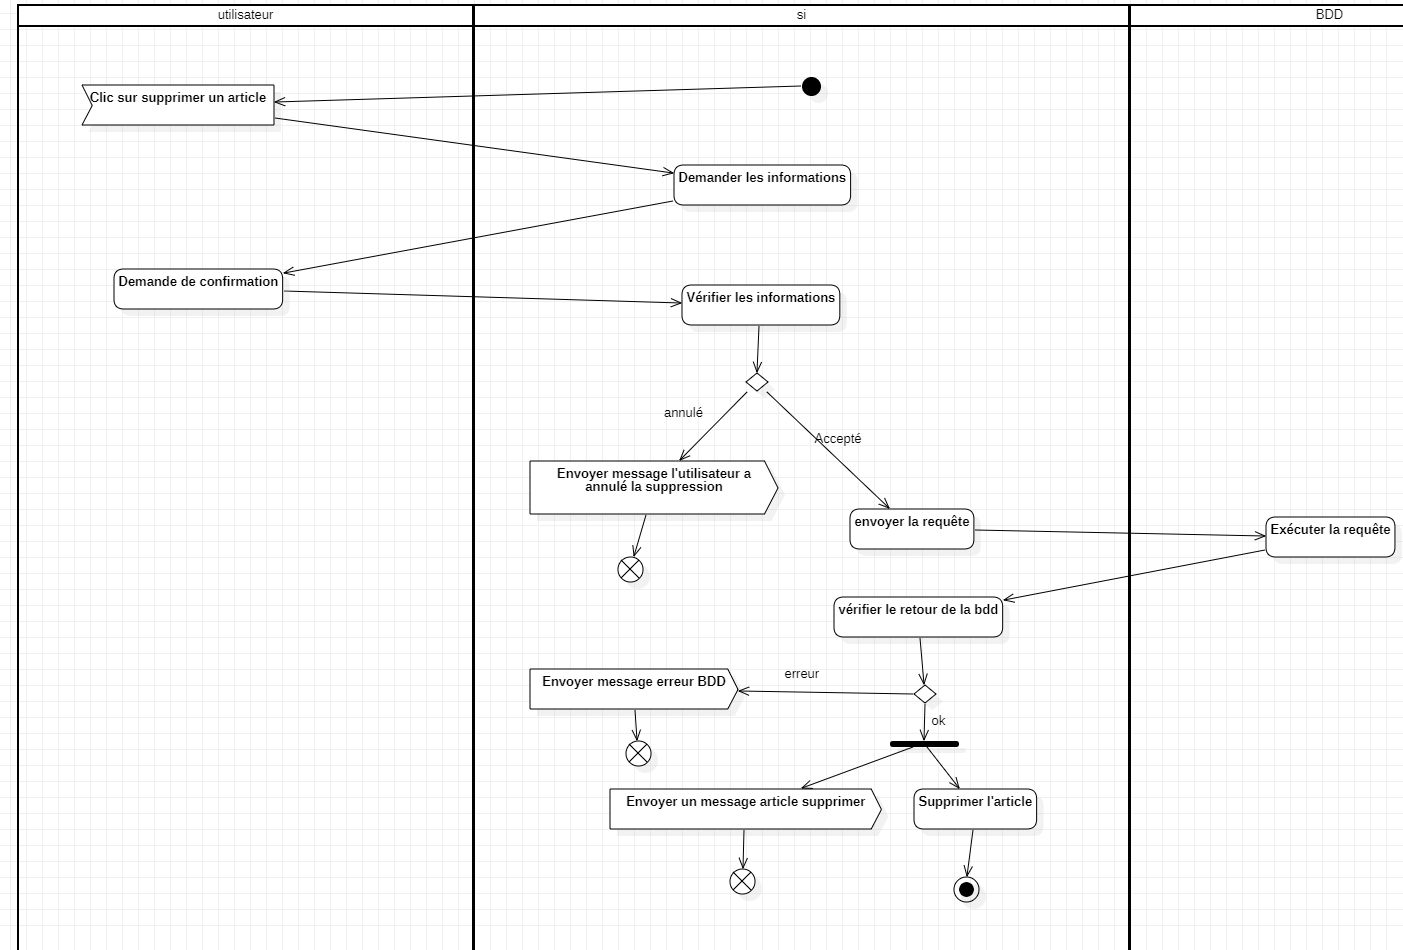 utilisateur
si
BDD
Clic sur supprimer un article
Demander les informations
Demande de confirmation
Vérifier les informations
annulé
Accepté
Envoyer message l'utilisateur a
annulé la suppression
envoyer la requête
Exécuter la requête
vérifier le retour de la bdd
erreur
Envoyer message erreur BDD
ok
Envoyer un message article supprimer
Supprimer l'article